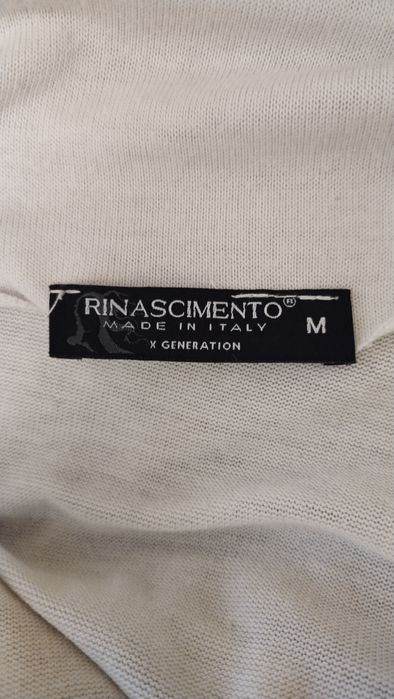 RINASCIMENTO®
MADE IN ITALY
M
X GENERATION